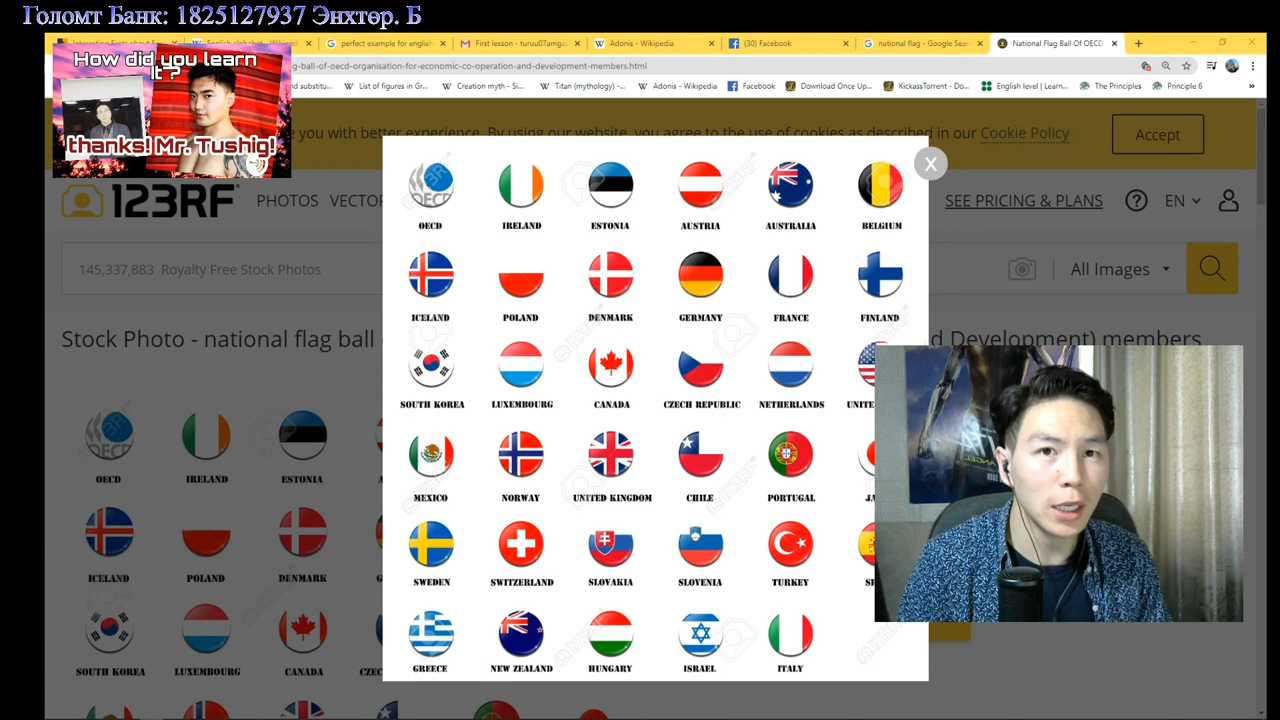 Голомт Банк: 1825127937 Энхтөр. Б
How did you learn
It ?
thanks! Mr. Tushig!
perfect example for english
First lesson - turuu07amga
Adonis - Wikipedia
(30) Facebook
national flag - Google Sea
National Flag Ball Of OECD
g-ball-of-oecd-organisation-for-economic-co-operation-and-development-members.html
nd substitu...
List of figures in Gr...
Creation myth - Si...
Titan (mythology) -...
Adonis - Wikipedia
Facebook
Download Once Up...
KickassTorrent - Do...
English level | Learn...
The Principles
Principle 6
you with better experience. By using our website, you agree to the use of cookies as described in our Cookie Policy
Accept
X
123RF
PHOTOS
VECTOR
SEE PRICING & PLANS
EN
145,337,883 Royalty Free Stock Photos
All Images
Stock Photo - national flag ball
d Development) members
OECD
IRELAND
ESTONIA
AUSTRIA
AUSTRALIA
BELGIUM
ICELAND
POLAND
DENMARK
GERMANY
FRANCE
FINLAND
SOUTH KOREA
LUXEMBOURG
CANADA
CZECH REPUBLIC
NETHERLANDS
UNITE
MEXICO
NORWAY
UNITED KINGDOM
CHILE
PORTUGAL
JA
SWEDEN
SWITZERLAND
SLOVAKIA
SLOVENIA
TURKEY
SP
GREECE
NEW ZEALAND
HUNGARY
ISRAEL
ITALY
OECD
IRELAND
ESTONIA
ICELAND
POLAND
DENMARK
SOUTH KOREA
LUXEMBOURG
CANADA
CZE